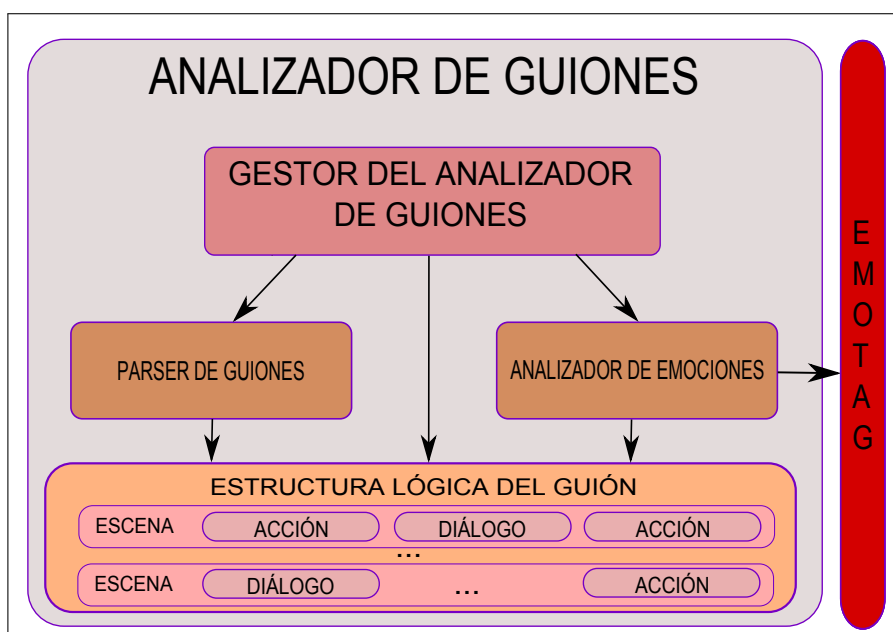 ANALIZADOR DE GUIONES
GESTOR DEL ANALIZADOR
DE GUIONES
PARSER DE GUIONES
ANALIZADOR DE EMOCIONES
EMOTAG
ESTRUCTURA LÓGICA DEL GUIÓN
ESCENA ACCIÓN DIÁLOGO ACCIÓN
...
ESCENA DIÁLOGO ... ACCIÓN